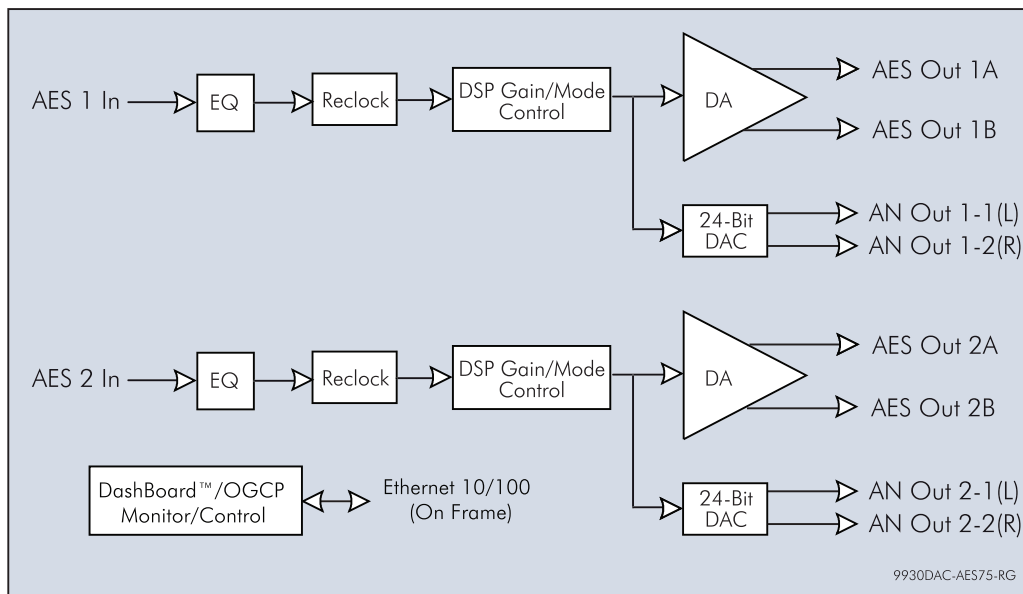 AES 1 In
EQ
Reclock
DSP Gain/Mode
Control
DA
AES Out 1A
AES Out 1B
24-Bit
DAC
AN Out 1-1(L)
AN Out 1-2(R)
AES 2 In
EQ
Reclock
DSP Gain/Mode
Control
DA
AES Out 2A
AES Out 2B
24-Bit
DAC
AN Out 2-1(L)
AN Out 2-2(R)
DashBoard™/OGCP
Monitor/Control
Ethernet 10/100
(On Frame)
9930DAC-AES75-RG